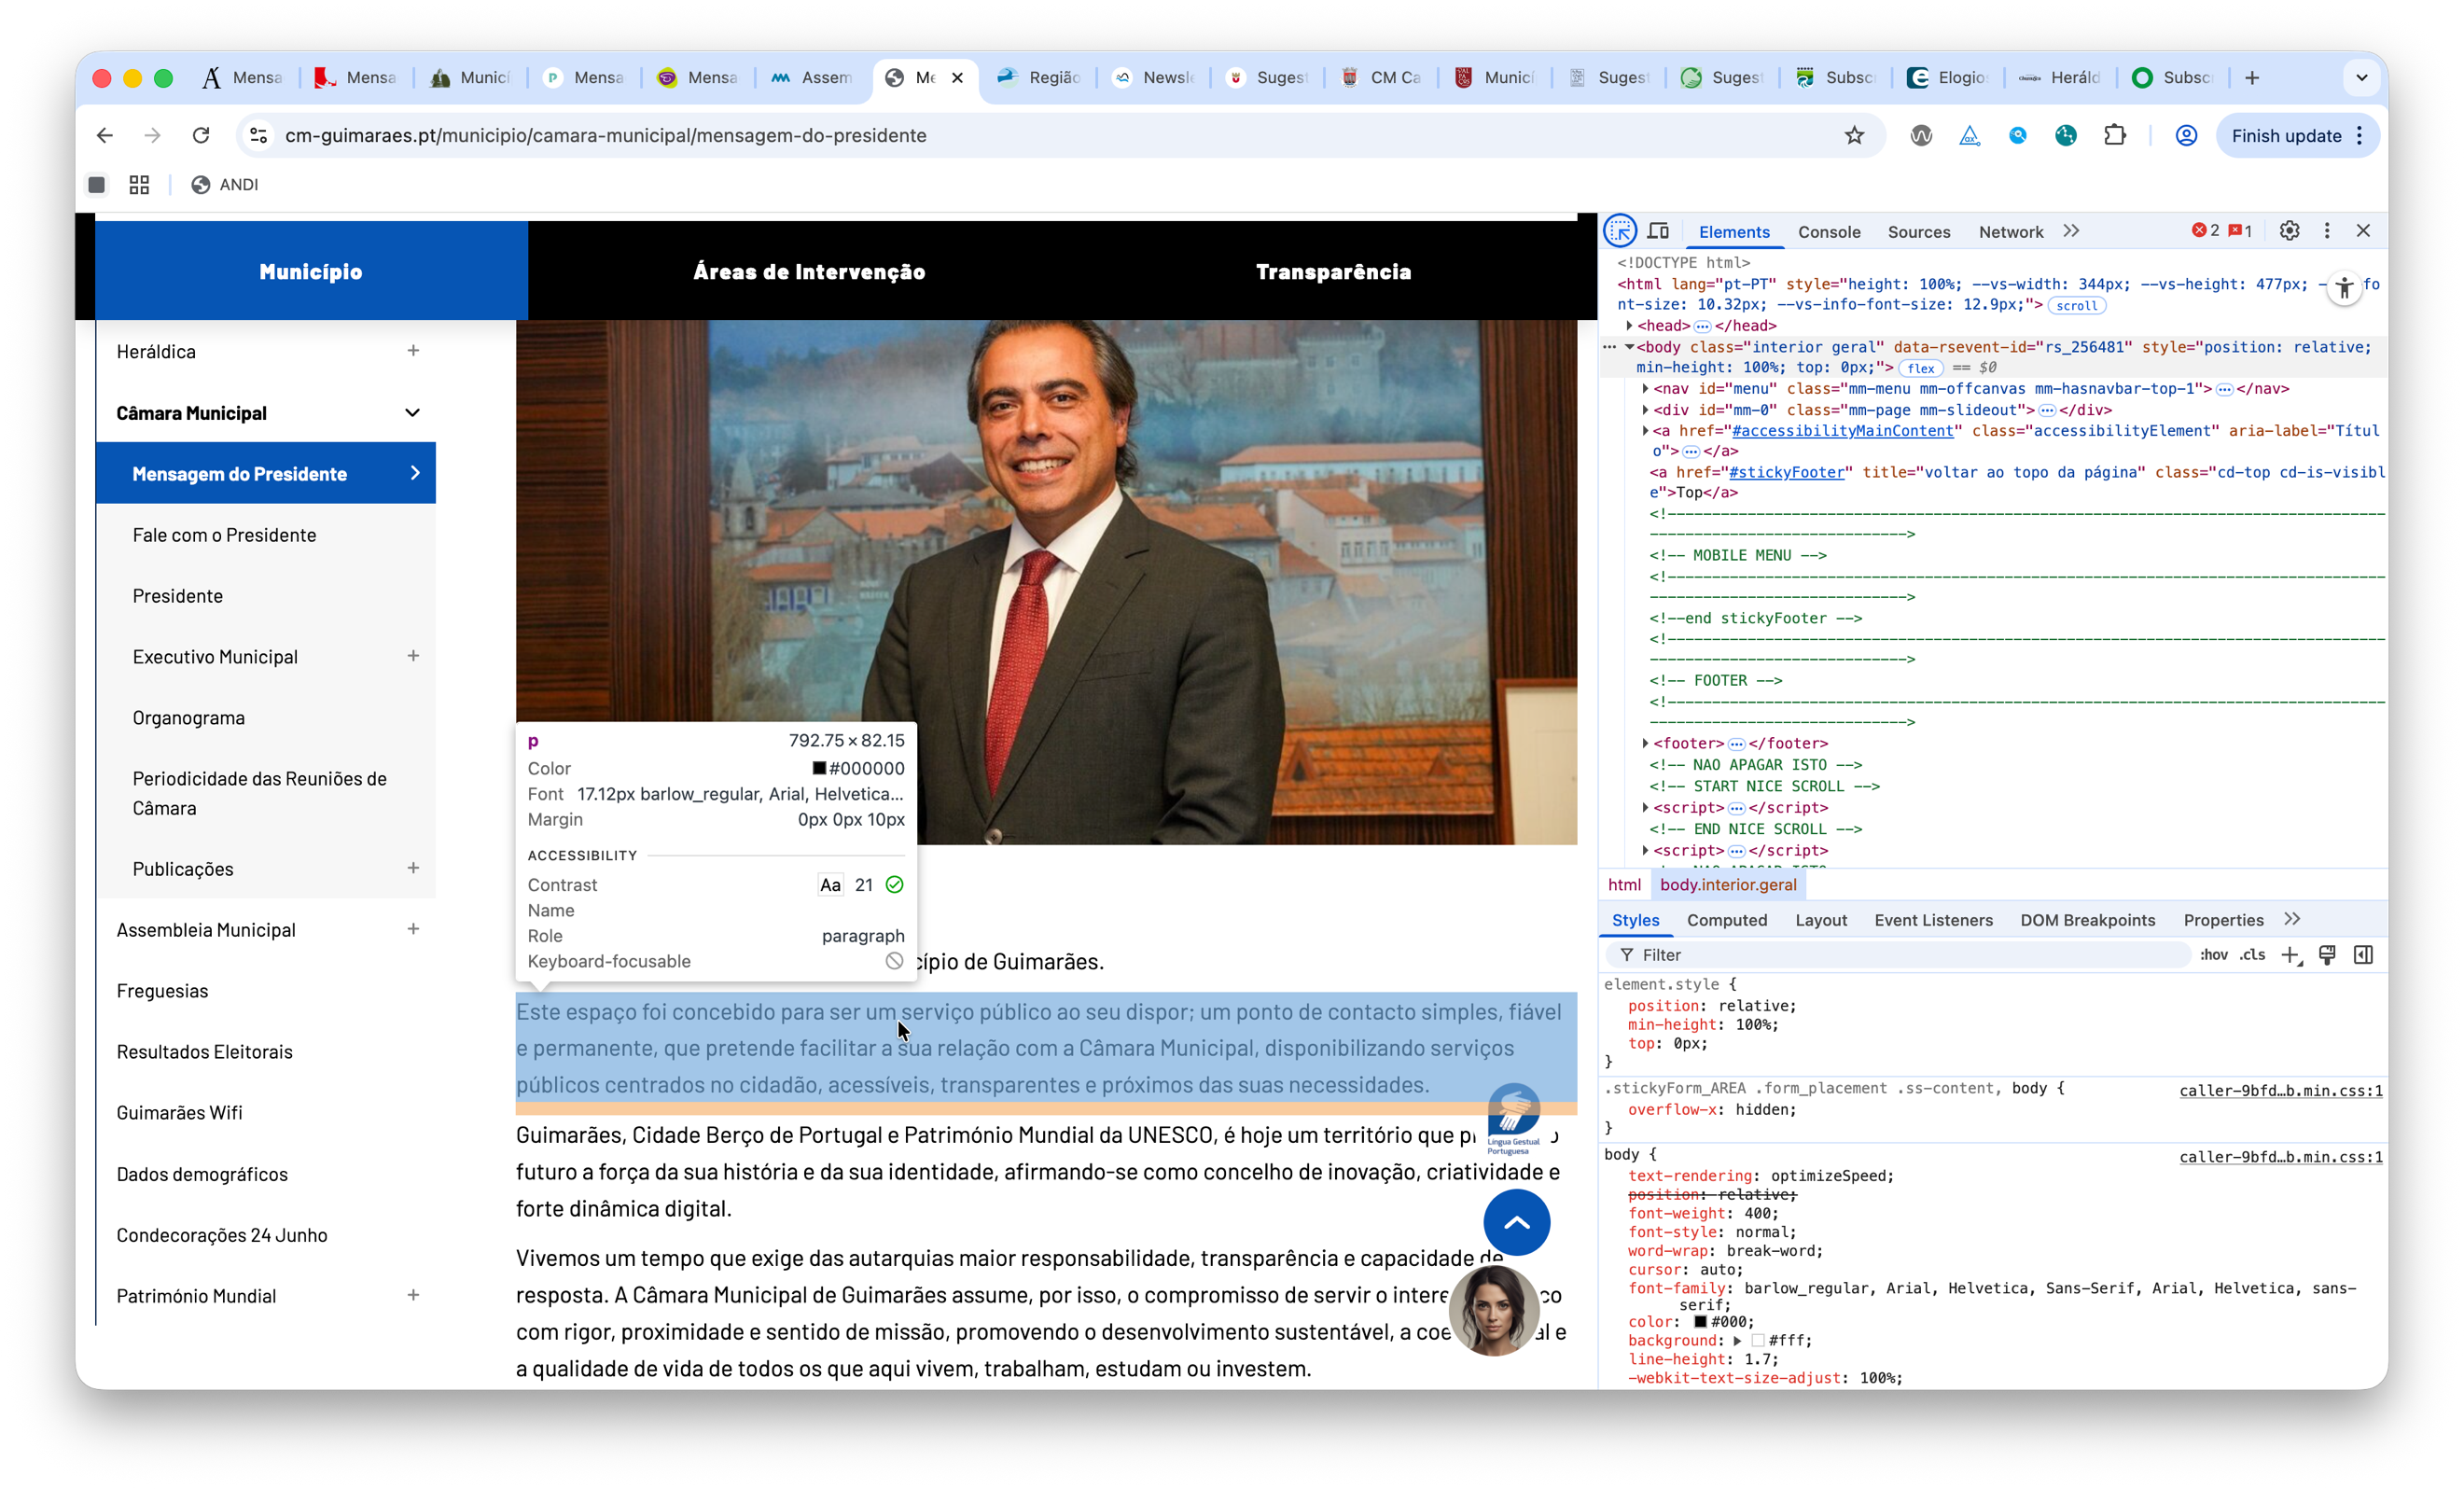 Mensa
Mensa
Municí
Mensa
Mensa
Assem
Me
Região
Newsle
Sugest
CM Ca
Municí
Sugest
Sugest
Subsc
Elogios
Heráld
Subsc
cm-guimaraes.pt/municipio/camara-municipal/mensagem-do-presidente
Finish update
ANDI
Município
Áreas de Intervenção
Transparência
Heráldica
Câmara Municipal
Mensagem do Presidente
Fale com o Presidente
Presidente
Executivo Municipal
Organograma
Periodicidade das Reuniões de
Câmara
Publicações
Assembleia Municipal
Freguesias
Resultados Eleitorais
Guimarães Wifi
Dados demográficos
Condecorações 24 Junho
Património Mundial
p 792.75 × 82.15
Color #000000
Font 17.12px barlow_regular, Arial, Helvetica...
Margin 0px 0px 10px
ACCESSIBILITY
Contrast Aa 21
Name
Role paragraph
Keyboard-focusable
cípio de Guimarães.
Este espaço foi concebido para ser um serviço público ao seu dispor; um ponto de contacto simples, fiável
e permanente, que pretende facilitar a sua relação com a Câmara Municipal, disponibilizando serviços
públicos centrados no cidadão, acessíveis, transparentes e próximos das suas necessidades.
Guimarães, Cidade Berço de Portugal e Património Mundial da UNESCO, é hoje um território que
futuro a força da sua história e da sua identidade, afirmando-se como concelho de inovação, criatividade e
forte dinâmica digital.
Vivemos um tempo que exige das autarquias maior responsabilidade, transparência e capacidade de
resposta. A Câmara Municipal de Guimarães assume, por isso, o compromisso de servir o intere co
com rigor, proximidade e sentido de missão, promovendo o desenvolvimento sustentável, a coe al e
a qualidade de vida de todos os que aqui vivem, trabalham, estudam ou investem.
Língua Gestual
Portuguesa
Elements
Console
Sources
Network
2
1
<!DOCTYPE html>
<html lang="pt-PT" style="height: 100%; --vs-width: 344px; --vs-height: 477px; fo
nt-size: 10.32px; --vs-info-font-size: 12.9px;"> scroll
<head> ⋯ </head>
<body class="interior geral" data-rsevent-id="rs_256481" style="position: relative;
min-height: 100%; top: 0px;"> flex == $0
<nav id="menu" class="mm-menu mm-offcanvas mm-hasnavbar-top-1"> ⋯ </nav>
<div id="mm-0" class="mm-page mm-slideout"> ⋯ </div>
<a href="#accessibilityMainContent" class="accessibilityElement" aria-label="Títul
o"> ⋯ </a>
<a href="#stickyFooter" title="voltar ao topo da página" class="cd-top cd-is-visibl
e">Top</a>
<!--------------------------------------------------------------------------------
---------------------------->
<!-- MOBILE MENU -->
<!--------------------------------------------------------------------------------
---------------------------->
<!--end stickyFooter -->
<!--------------------------------------------------------------------------------
---------------------------->
<!-- FOOTER -->
<!--------------------------------------------------------------------------------
---------------------------->
<footer> ⋯ </footer>
<!-- NAO APAGAR ISTO -->
<!-- START NICE SCROLL -->
<script> ⋯ </script>
<!-- END NICE SCROLL -->
<script> ⋯ </script>
html
body.interior.geral
Styles
Computed
Layout
Event Listeners
DOM Breakpoints
Properties
Filter
:hov .cls
element.style {
position: relative;
min-height: 100%;
top: 0px;
}
.stickyForm_AREA .form_placement .ss-content, body { caller-9bfd…b.min.css:1
overflow-x: hidden;
}
body { caller-9bfd…b.min.css:1
text-rendering: optimizeSpeed;
position: relative;
font-weight: 400;
font-style: normal;
word-wrap: break-word;
cursor: auto;
font-family: barlow_regular, Arial, Helvetica, Sans-Serif, Arial, Helvetica, sans-
serif;
color: #000;
background: #fff;
line-height: 1.7;
-webkit-text-size-adjust: 100%;